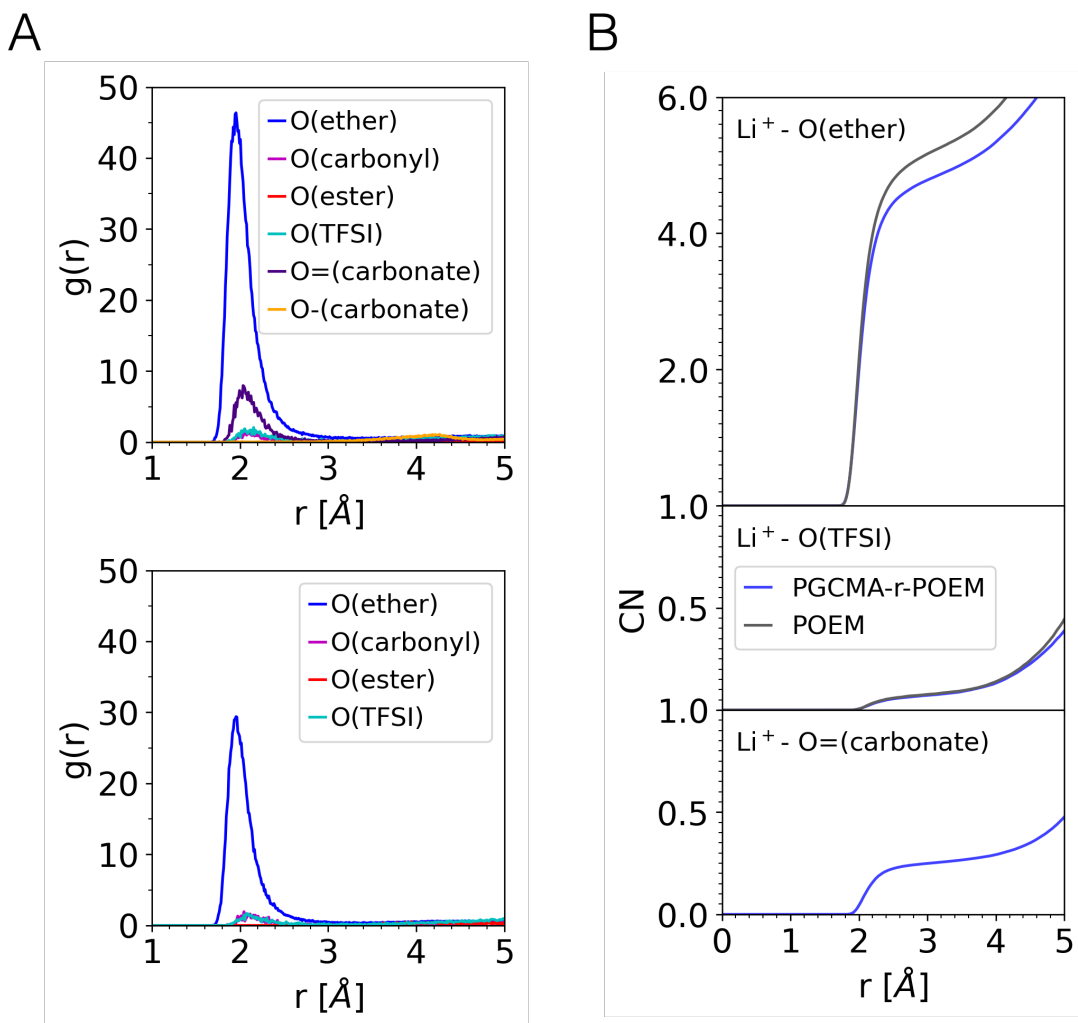 A
50
40
30
20
10
0
g(r)
O(ether)
O(carbonyl)
O(ester)
O(TFSI)
O=(carbonate)
O-(carbonate)
1 2 3 4 5
r [Å]
50
40
30
20
10
0
g(r)
O(ether)
O(carbonyl)
O(ester)
O(TFSI)
1 2 3 4 5
r [Å]
B
6.0
4.0
2.0
1.0
0.5
1.0
0.5
0.0
CN
Li⁺- O(ether)
Li⁺- O(TFSI)
PGCMA-r-POEM
POEM
Li⁺- O=(carbonate)
0 1 2 3 4 5
r [Å]